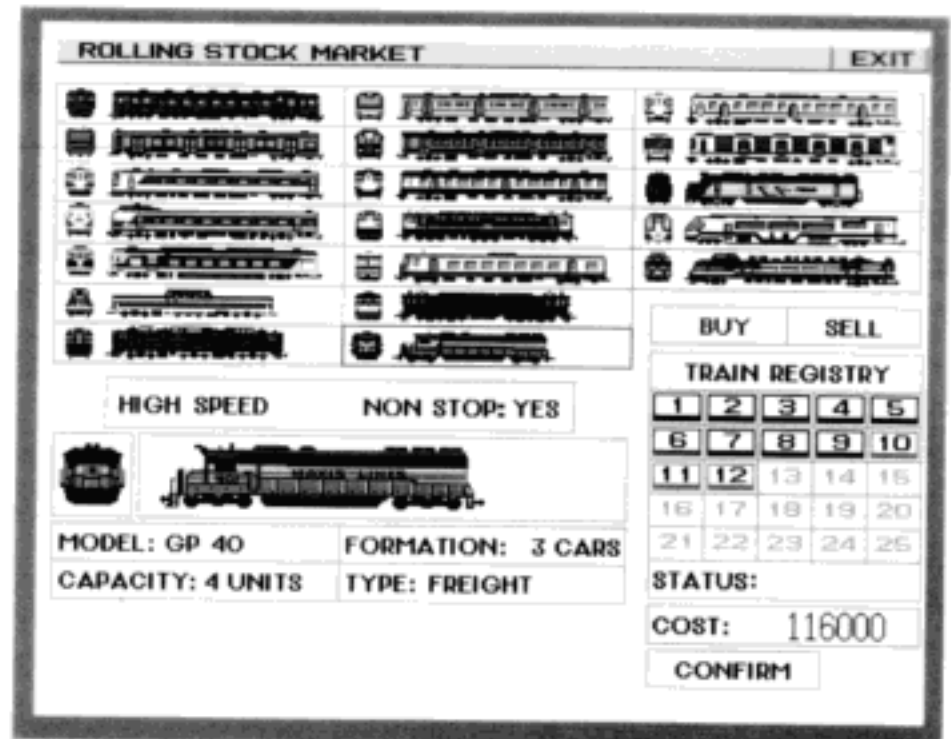 ROLLING STOCK MARKET EXIT
BUY SELL
TRAIN REGISTRY
HIGH SPEED NON STOP: YES
1 2 3 4 5
6 7 8 9 10
11 12 13 14 15
16 17 18 19 20
21 22 23 24 25
MODEL: GP 40 FORMATION: 3 CARS
CAPACITY: 4 UNITS TYPE: FREIGHT
STATUS:
COST: 116000
CONFIRM